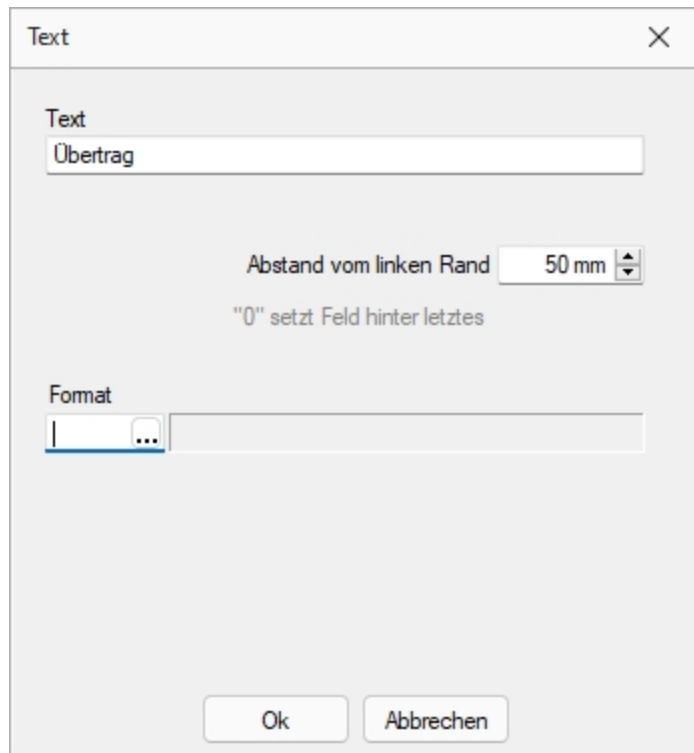 Text
Text
Übertrag
Abstand vom linken Rand 50 mm
"0" setzt Feld hinter letztes
Format
...
Ok Abbrechen